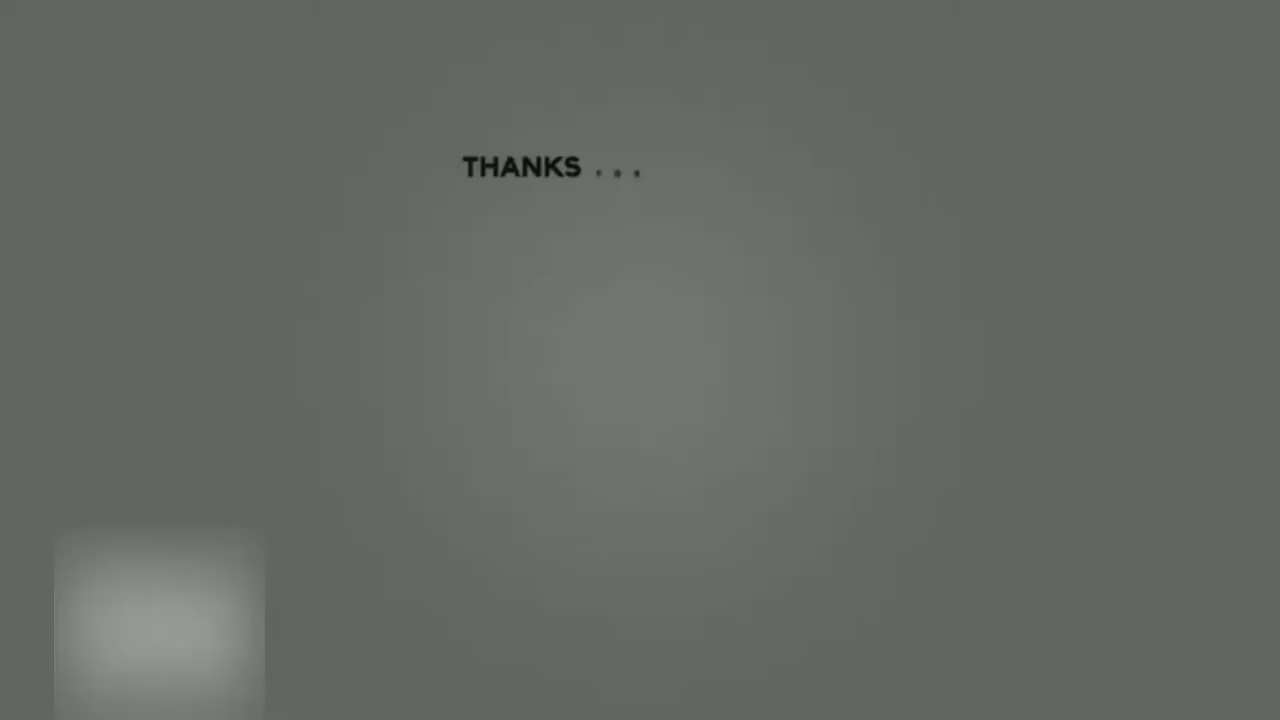 THANKS . . .